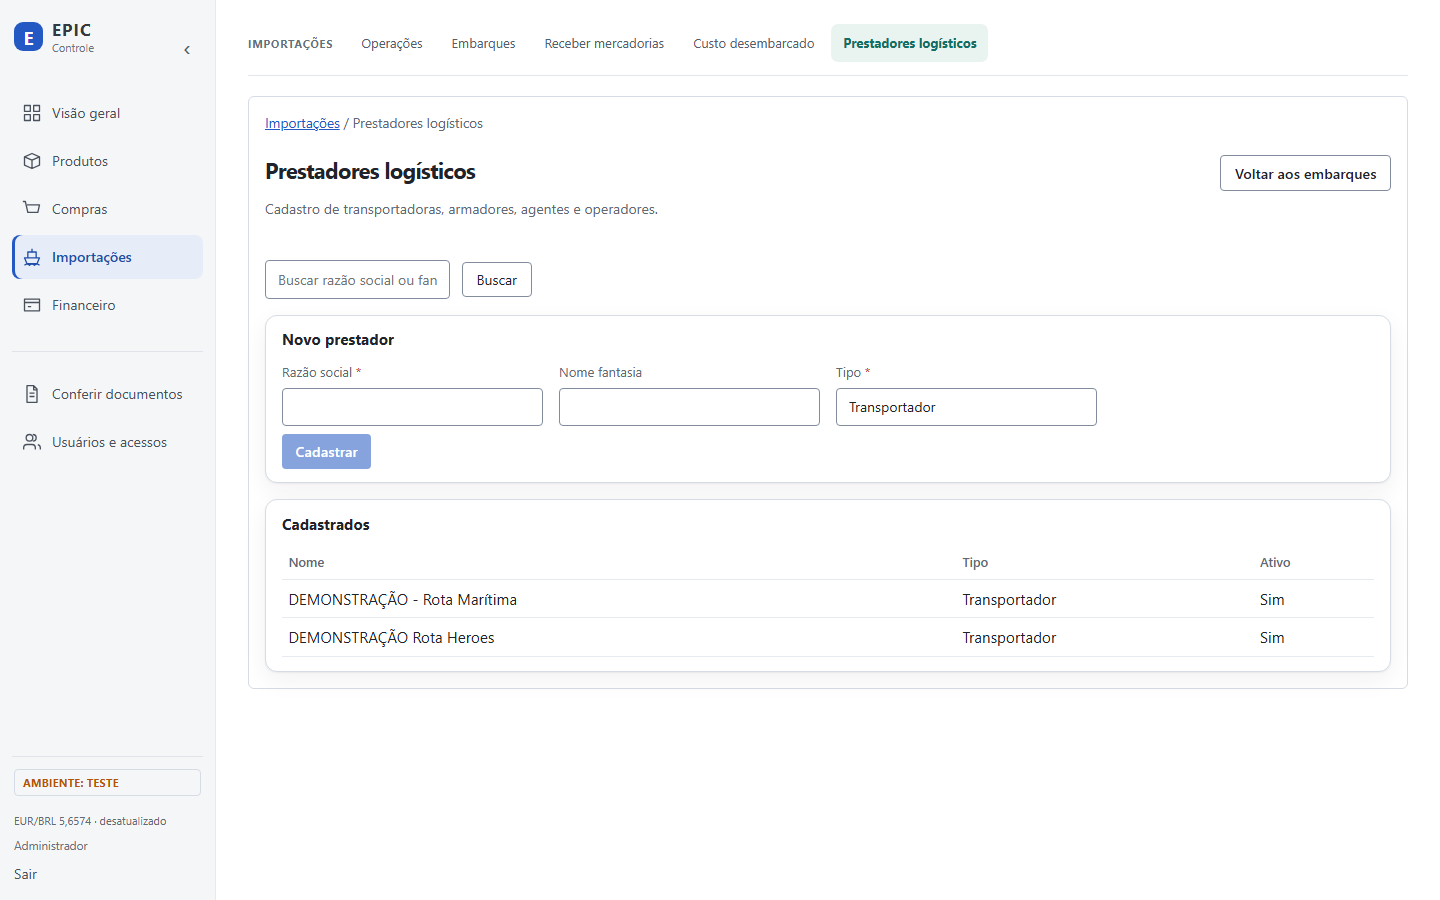 E
EPIC
Controle
Visão geral
Produtos
Compras
Importações
Financeiro
Conferir documentos
Usuários e acessos
AMBIENTE: TESTE
EUR/BRL 5,6574 · desatualizado
Administrador
Sair
IMPORTAÇÕES Operações Embarques Receber mercadorias Custo desembarcado Prestadores logísticos
Importações / Prestadores logísticos
Prestadores logísticos
Voltar aos embarques
Cadastro de transportadoras, armadores, agentes e operadores.
Buscar razão social ou fan
Buscar
Novo prestador
Razão social * Nome fantasia Tipo *
Transportador
Cadastrar
Cadastrados
Nome Tipo Ativo
DEMONSTRAÇÃO - Rota Marítima Transportador Sim
DEMONSTRAÇÃO Rota Heroes Transportador Sim